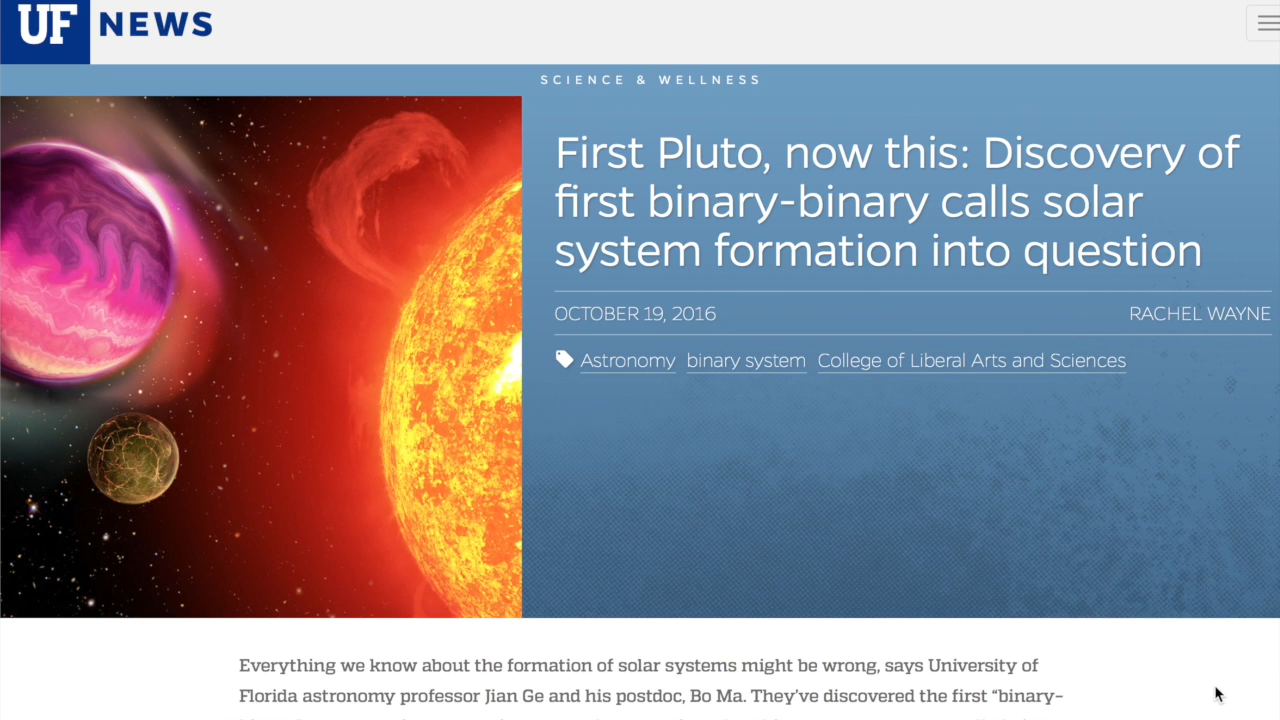 UF NEWS
SCIENCE & WELLNESS
First Pluto, now this: Discovery of
first binary-binary calls solar
system formation into question
OCTOBER 19, 2016 RACHEL WAYNE
Astronomy binary system College of Liberal Arts and Sciences
Everything we know about the formation of solar systems might be wrong, says University of
Florida astronomy professor Jian Ge and his postdoc, Bo Ma. They’ve discovered the first “binary–